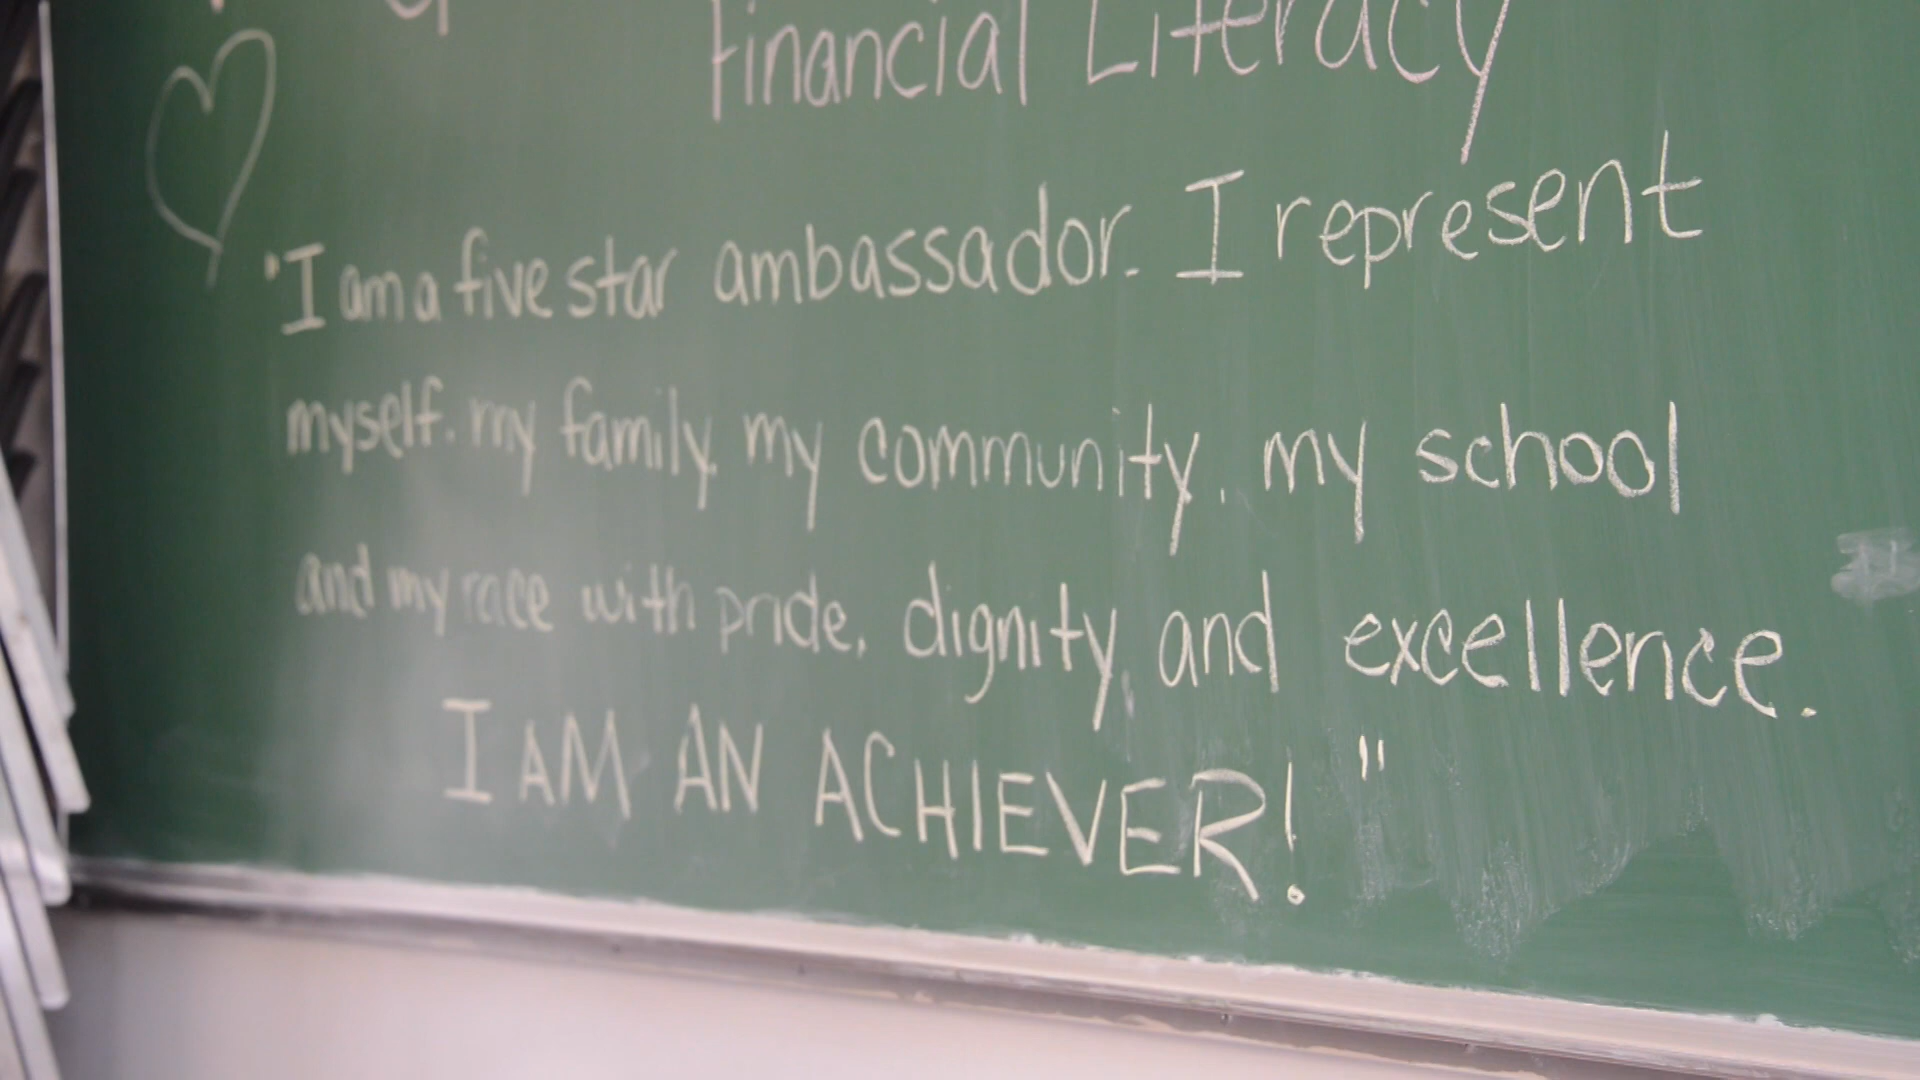 Financial Literacy
"I am a five star ambassador. I represent
myself, my family, my community, my school
and my race with pride, dignity, and excellence.
I AM AN ACHIEVER!"